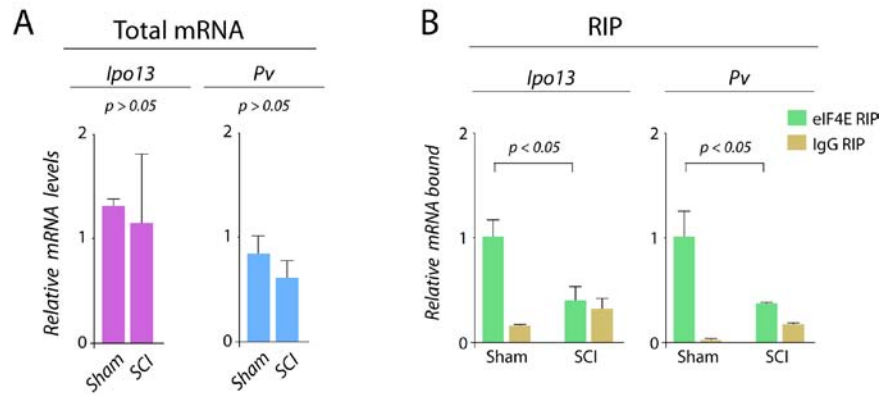 A
Total mRNA
Ipo13
Pv
p > 0.05
p > 0.05
Relative mRNA levels
2
1
0
2
1
0
Sham
SCI
Sham
SCI
B
RIP
Ipo13
Pv
eIF4E RIP
IgG RIP
Relative mRNA bound
2
1
0
p < 0.05
2
1
0
p < 0.05
Sham
SCI
Sham
SCI